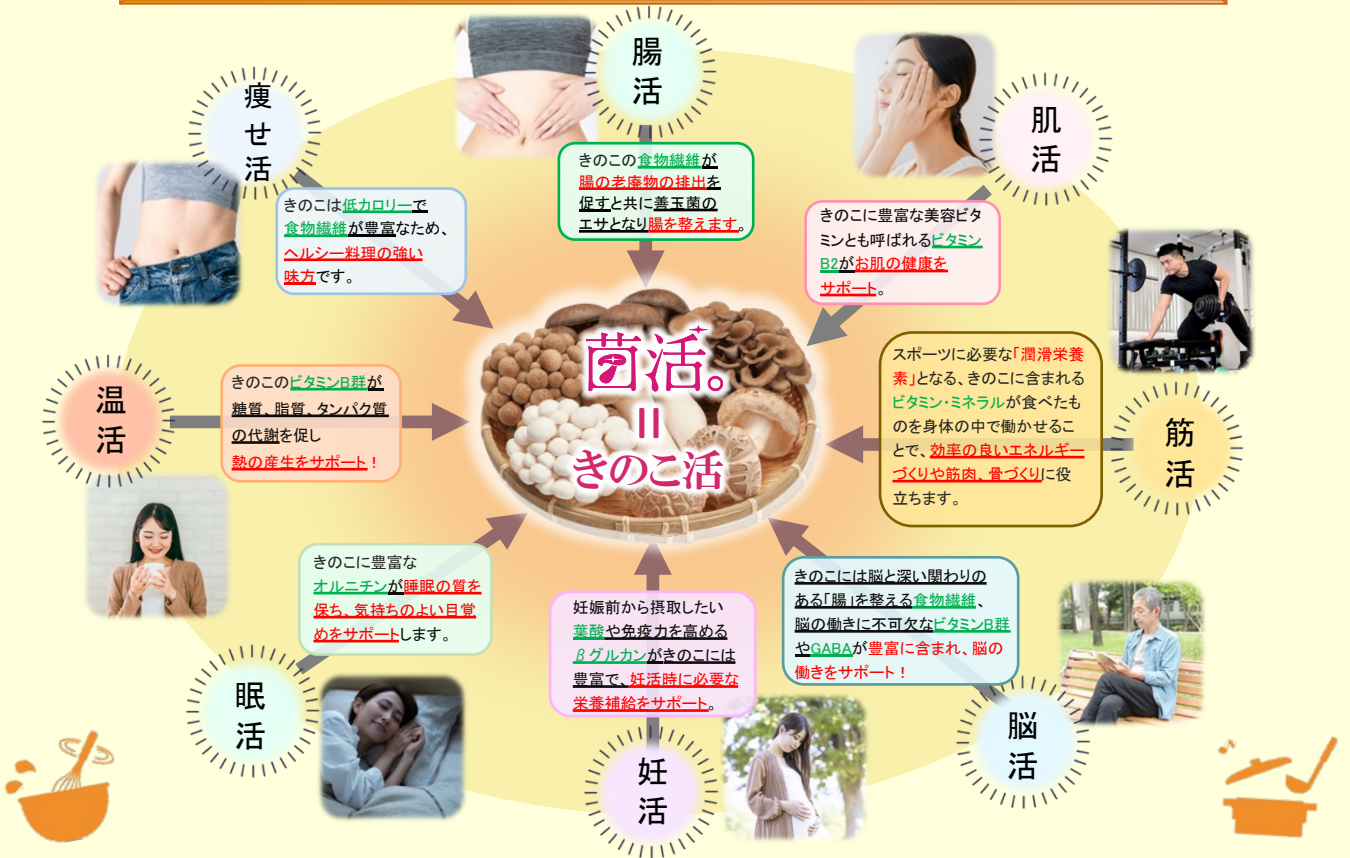 腸
活
きのこの食物繊維が
腸の老廃物の排出を
促すと共に善玉菌の
エサとなり腸を整えます。
肌
活
きのこに豊富な美容ビタ
ミンとも呼ばれるビタミン
B2がお肌の健康を
サポート。
筋
活
スポーツに必要な「潤滑栄養
素」となる、きのこに含まれる
ビタミン・ミネラルが食べたも
のを身体の中で働かせるこ
とで、効率の良いエネルギー
づくりや筋肉、骨づくりに役
立ちます。
脳
活
きのこには脳と深い関わりの
ある「腸」を整える食物繊維、
脳の働きに不可欠なビタミンB群
やGABAが豊富に含まれ、脳の
働きをサポート！
妊
活
妊娠前から摂取したい
葉酸や免疫力を高める
βグルカンがきのこには
豊富で、妊活時に必要な
栄養補給をサポート。
眠
活
きのこに豊富な
オルニチンが睡眠の質を
保ち、気持ちのよい目覚
めをサポートします。
温
活
きのこのビタミンB群が
糖質、脂質、タンパク質
の代謝を促し
熱の産生をサポート！
痩
せ
活
きのこは低カロリーで
食物繊維が豊富なため、
ヘルシー料理の強い
味方です。
菌活。
＝
きのこ活